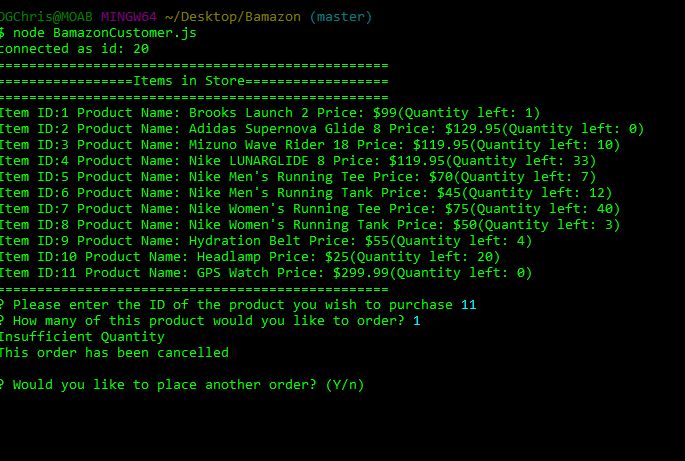 DGChris@MOAB MINGW64 ~/Desktop/Bamazon (master)
$ node BamazonCustomer.js
connected as id: 20
=================================================
=================Items in Store==================
=================================================
Item ID:1 Product Name: Brooks Launch 2 Price: $99(Quantity left: 1)
Item ID:2 Product Name: Adidas Supernova Glide 8 Price: $129.95(Quantity left: 0)
Item ID:3 Product Name: Mizuno Wave Rider 18 Price: $119.95(Quantity left: 10)
Item ID:4 Product Name: Nike LUNARGLIDE 8 Price: $119.95(Quantity left: 33)
Item ID:5 Product Name: Nike Men's Running Tee Price: $70(Quantity left: 7)
Item ID:6 Product Name: Nike Men's Running Tank Price: $45(Quantity left: 12)
Item ID:7 Product Name: Nike Women's Running Tee Price: $75(Quantity left: 40)
Item ID:8 Product Name: Nike Women's Running Tank Price: $50(Quantity left: 3)
Item ID:9 Product Name: Hydration Belt Price: $55(Quantity left: 4)
Item ID:10 Product Name: Headlamp Price: $25(Quantity left: 20)
Item ID:11 Product Name: GPS Watch Price: $299.99(Quantity left: 0)
=================================================
? Please enter the ID of the product you wish to purchase 11
? How many of this product would you like to order? 1
Insufficient Quantity
This order has been cancelled
? Would you like to place another order? (Y/n)